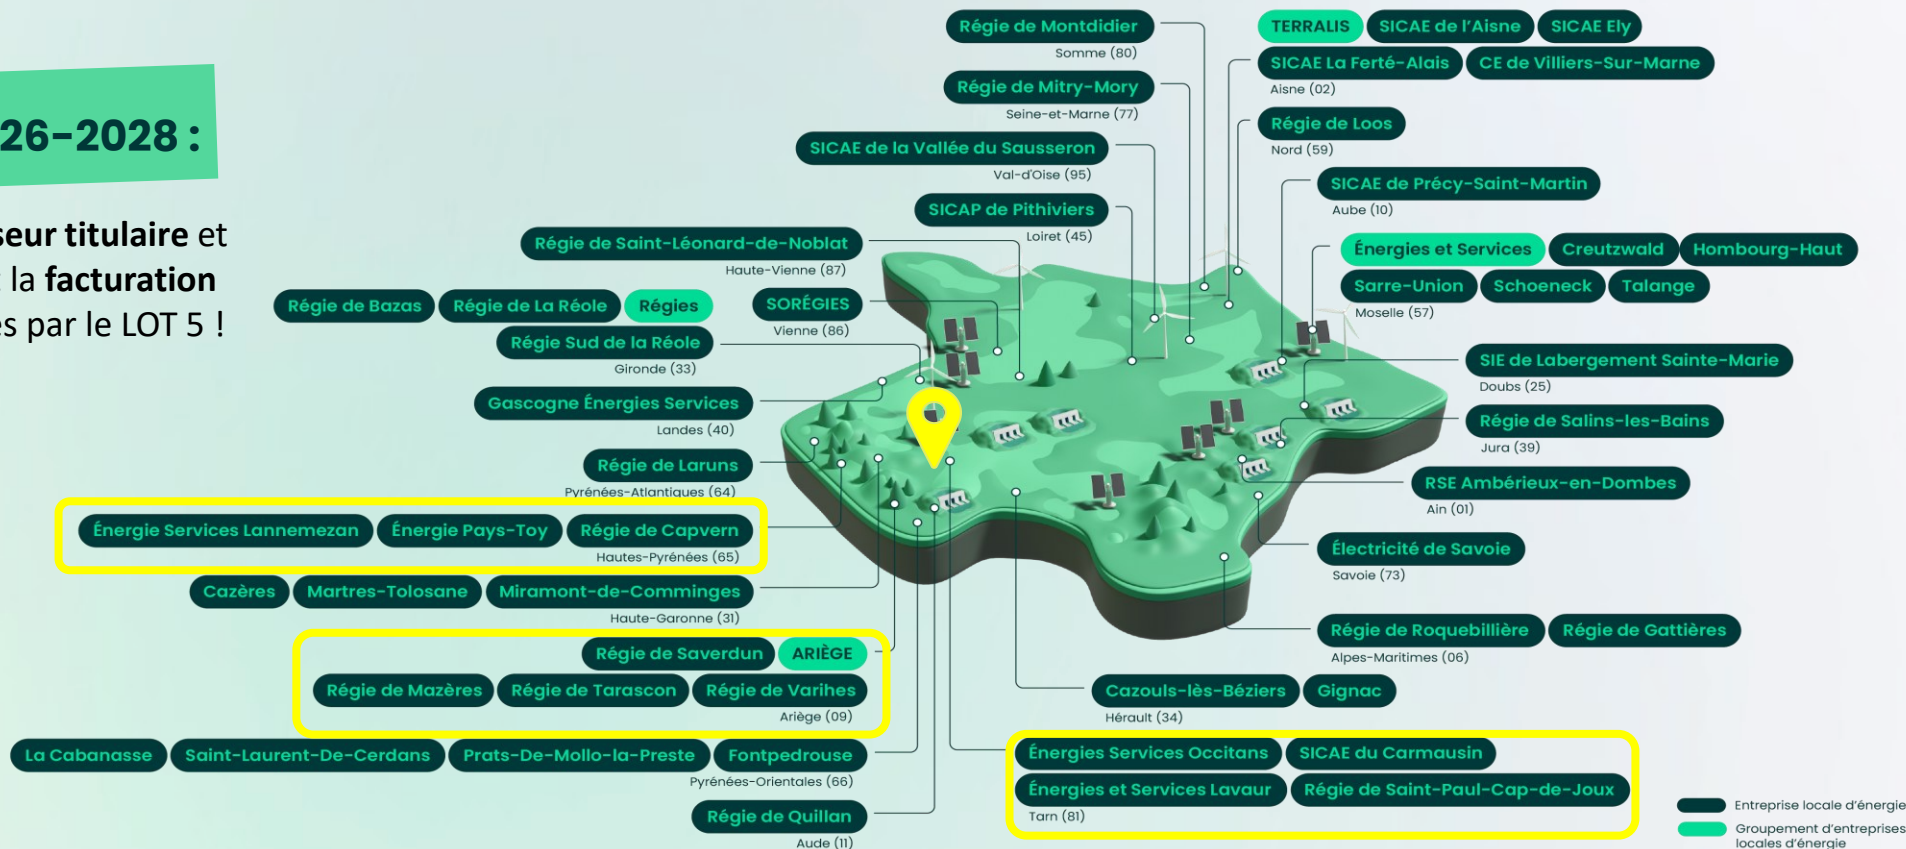 26-2028 :
seur titulaire et
la facturation
es par le LOT 5 !
Régie de Montdidier
Somme (80)
Régie de Mitry-Mory
Seine-et-Marne (77)
SICAE de la Vallée du Sausseron
Val-d'Oise (95)
SICAP de Pithiviers
Loiret (45)
Régie de Saint-Léonard-de-Noblat
Haute-Vienne (87)
Régie de Bazas Régie de La Réole Régies
Régie Sud de la Réole
Gironde (33)
SORÉGIES
Vienne (86)
Gascogne Énergies Services
Landes (40)
Régie de Laruns
Pyrénées-Atlantiques (64)
Énergie Services Lannemezan Énergie Pays-Toy Régie de Capvern
Hautes-Pyrénées (65)
Cazères Martres-Tolosane Miramont-de-Comminges
Haute-Garonne (31)
Régie de Saverdun ARIÈGE
Régie de Mazères Régie de Tarascon Régie de Varihes
Ariège (09)
La Cabanasse Saint-Laurent-De-Cerdans Prats-De-Mollo-la-Preste Fontpedrouse
Pyrénées-Orientales (66)
Régie de Quillan
Aude (11)
TERRALIS SICAE de l'Aisne SICAE Ely
SICAE La Ferté-Alais CE de Villiers-Sur-Marne
Aisne (02)
Régie de Loos
Nord (59)
SICAE de Précy-Saint-Martin
Aube (10)
Énergies et Services Creutzwald Hombourg-Haut
Sarre-Union Schoeneck Talange
Moselle (57)
SIE de Labergement Sainte-Marie
Doubs (25)
Régie de Salins-les-Bains
Jura (39)
RSE Ambérieux-en-Dombes
Ain (01)
Électricité de Savoie
Savoie (73)
Régie de Roquebillière Régie de Gattières
Alpes-Maritimes (06)
Cazouls-lès-Béziers Gignac
Hérault (34)
Énergies Services Occitans SICAE du Carmausin
Énergies et Services Lavaur Régie de Saint-Paul-Cap-de-Joux
Tarn (81)
Entreprise locale d'énergie
Groupement d'entreprises
locales d'énergie